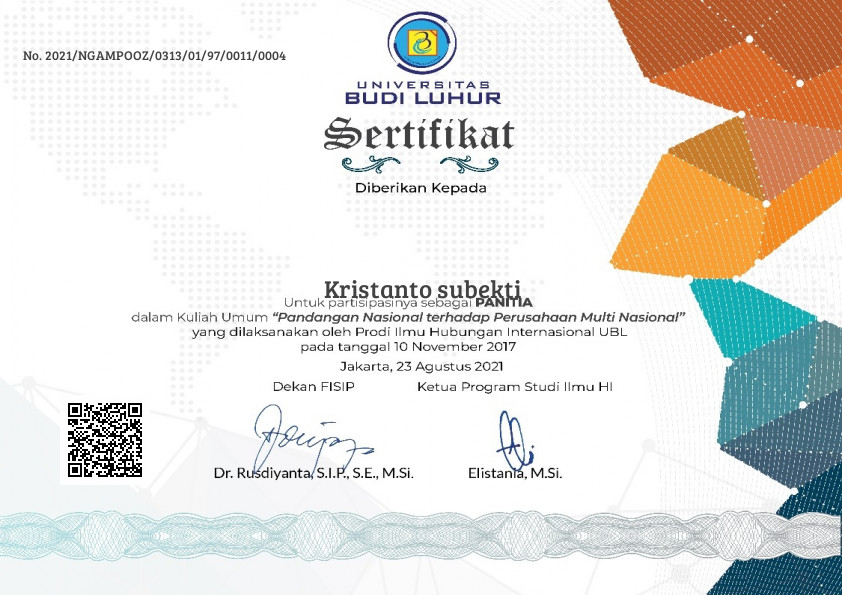 No. 2021/NGAMPOOZ/0313/01/97/0011/0004
UNIVERSITAS
BUDI LUHUR
Sertifikat
Diberikan Kepada
Kristanto subekti
Untuk partisipasinya sebagai PANITIA
dalam Kuliah Umum “Pandangan Nasional terhadap Perusahaan Multi Nasional”
yang dilaksanakan oleh Prodi Ilmu Hubungan Internasional UBL
pada tanggal 10 November 2017
Jakarta, 23 Agustus 2021
Dekan FISIP Ketua Program Studi Ilmu HI
Dr. Rusdiyanta, S.I.P., S.E., M.Si. Elistania, M.Si.